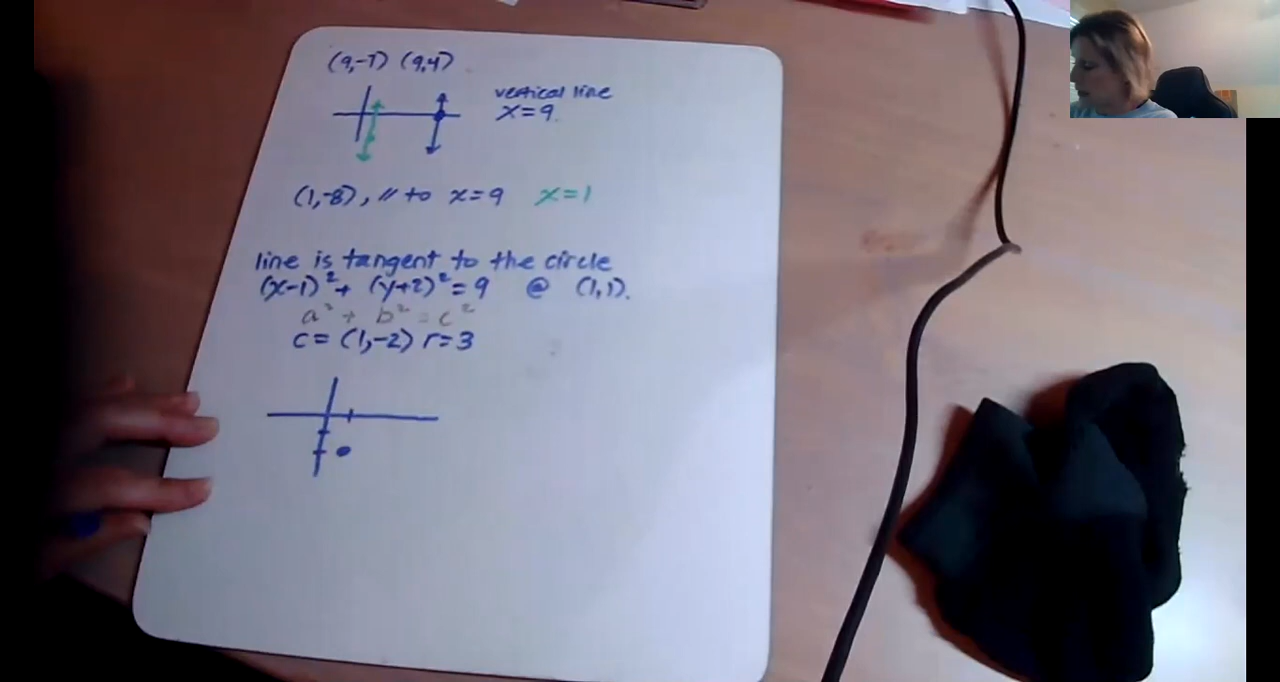 (9,-7) (9,4)
vertical line
x=9.
(1,-8), // to x=9 x=1
line is tangent to the circle
(x-1)²+ (y+2)²=9 @ (1,1).
a² + b² = c²
c= (1,-2) r=3